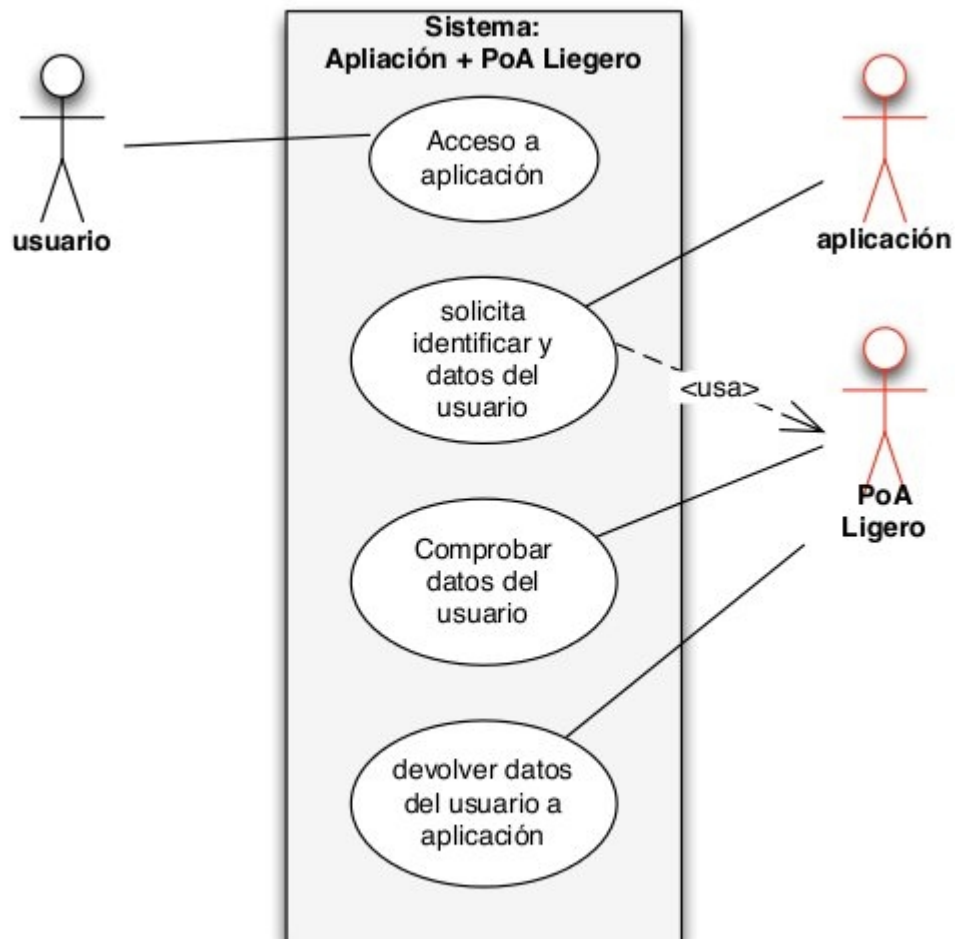 Sistema:
Apliación + PoA Liegero
Acceso a
aplicación
usuario
aplicación
solicita
identificar y
datos del
usuario
<usa>
PoA
Ligero
Comprobar
datos del
usuario
devolver datos
del usuario a
aplicación